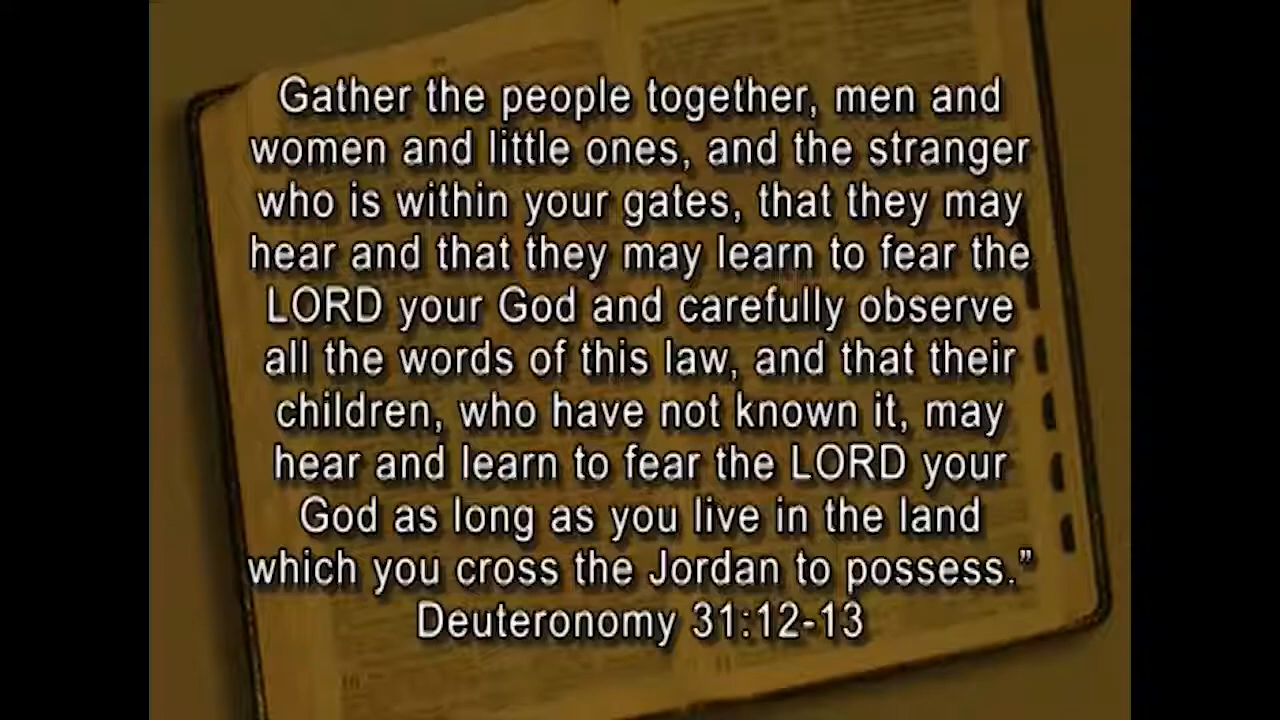 Gather the people together, men and
women and little ones, and the stranger
who is within your gates, that they may
hear and that they may learn to fear the
LORD your God and carefully observe
all the words of this law, and that their
children, who have not known it, may
hear and learn to fear the LORD your
God as long as you live in the land
which you cross the Jordan to possess.”
Deuteronomy 31:12-13